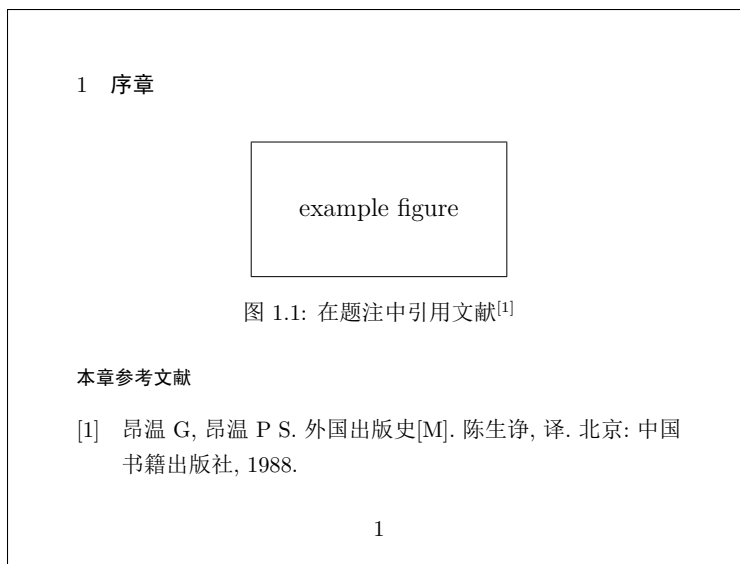 1 序章
example figure
图 1.1: 在题注中引用文献[1]
本章参考文献
[1] 昂温 G, 昂温 P S. 外国出版史[M]. 陈生诤, 译. 北京: 中国
书籍出版社, 1988.
1